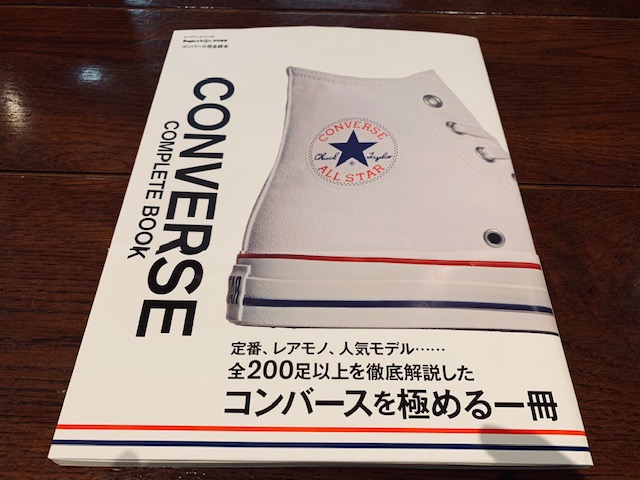 コンバース完全読本
CONVERSE
COMPLETE BOOK
CONVERSE
Chuck Taylor
ALL STAR
定番、レアモノ、人気モデル……
全200足以上を徹底解説した
コンバースを極める一冊